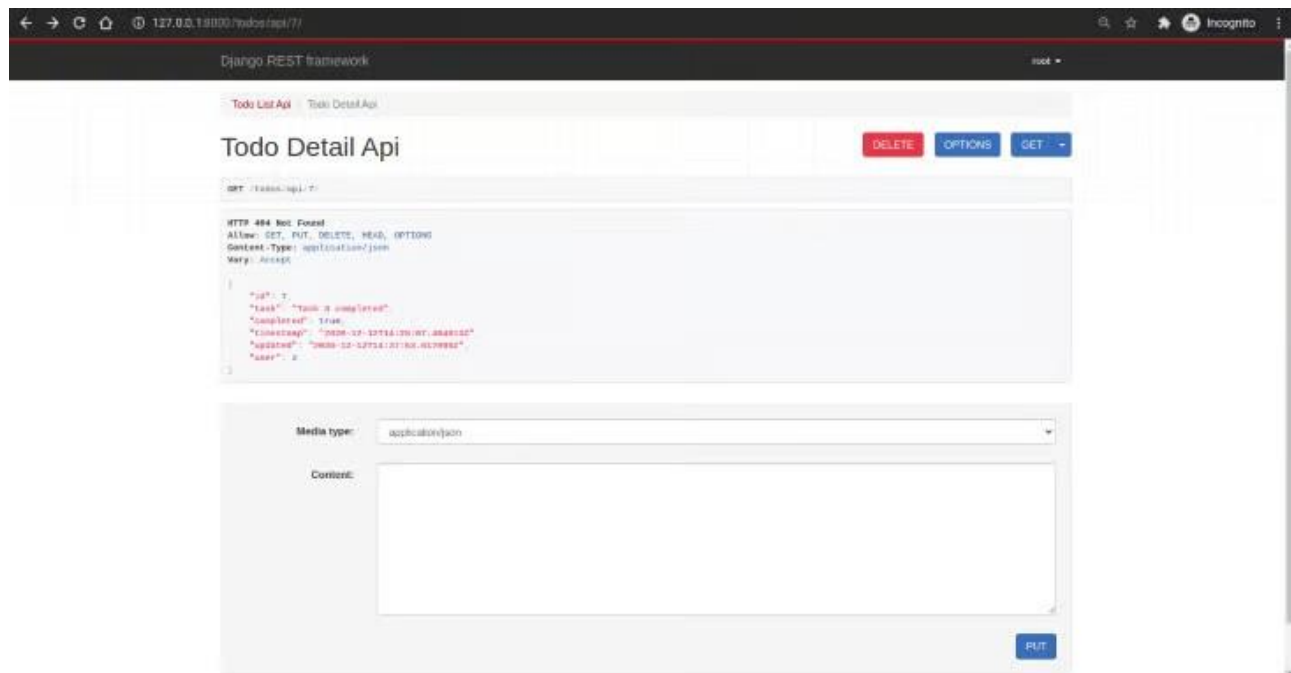 127.0.0.1:8000/todos/api/7/
Incognito
Django REST framework
root
Todo List Api / Todo Detail Api
Todo Detail Api
DELETE
OPTIONS
GET
GET /todos/api/7/
HTTP 404 Not Found
Allow: GET, PUT, DELETE, HEAD, OPTIONS
Content-Type: application/json
Vary: Accept
{
"id": 7,
"task": "Task 3 completed",
"completed": true,
"timestamp":
"updated":
"user": 2
}
Media type:
application/json
Content:
PUT